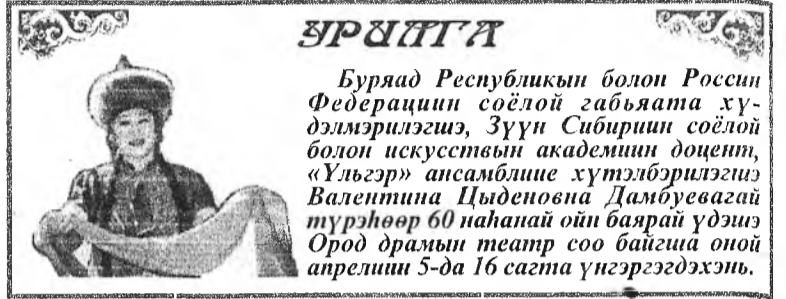 УРИЛГА
Буряад Республикын болон Россин
Федерациин соёлой габьяата хү-
дэлмэрилэгшэ, Зүүн Сибириин соёлой
болон искусствын академиин доцент,
«Үльгэр» ансамблиие хүтэлбэрилэгшэ
Валентина Цыденовна Дамбуевагай
түрэһөөр 60 наһанай ойн баярай үдэшэ
Ород драмын театр соо байгша оной
апрелиин 5-да 16 сагта үнгэргэгдэхэнь.